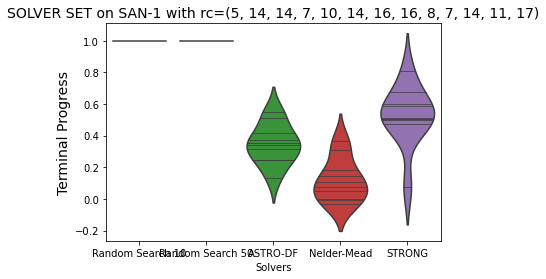 SOLVER SET on SAN-1 with rc=(5, 14, 14, 7, 10, 14, 16, 16, 8, 7, 14, 11, 17)
Terminal Progress
1.0
0.8
0.6
0.4
0.2
0.0
−0.2
Random Search 10
Random Search 50
ASTRO-DF
Nelder-Mead
STRONG
Solvers